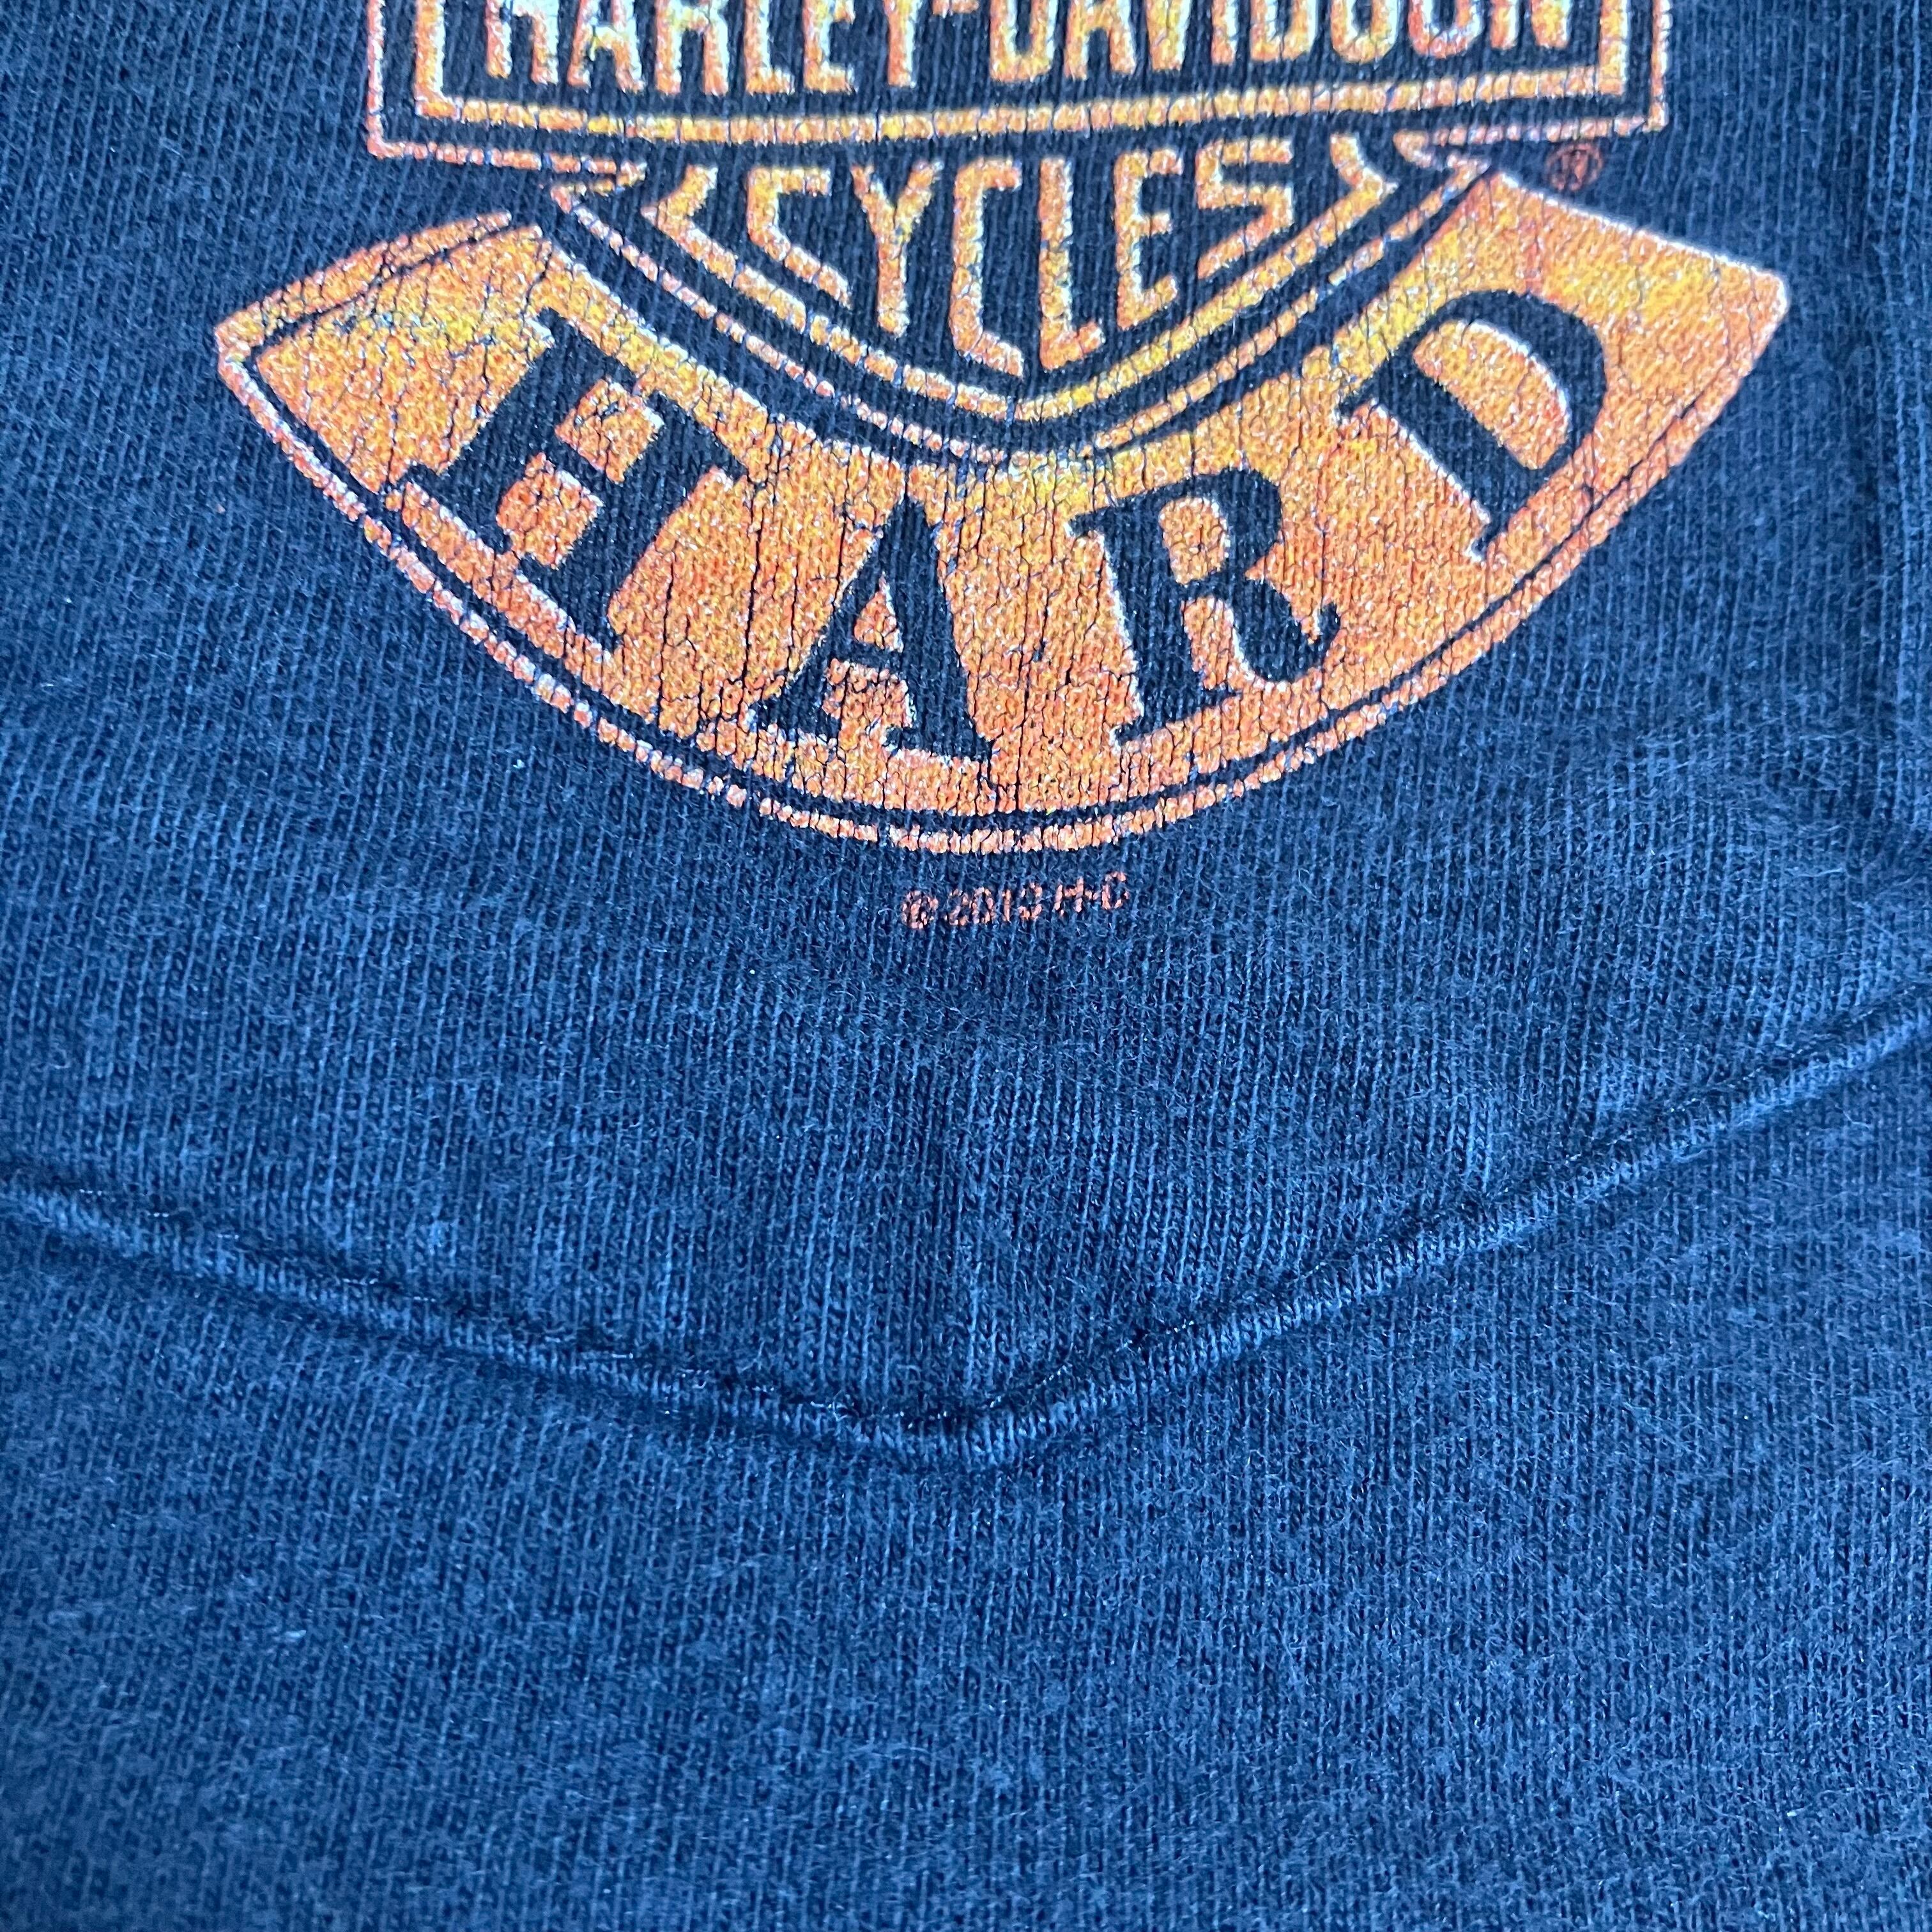 HARLEY-DAVIDSON
CYCLES
®
HARD
© 2013 H-D